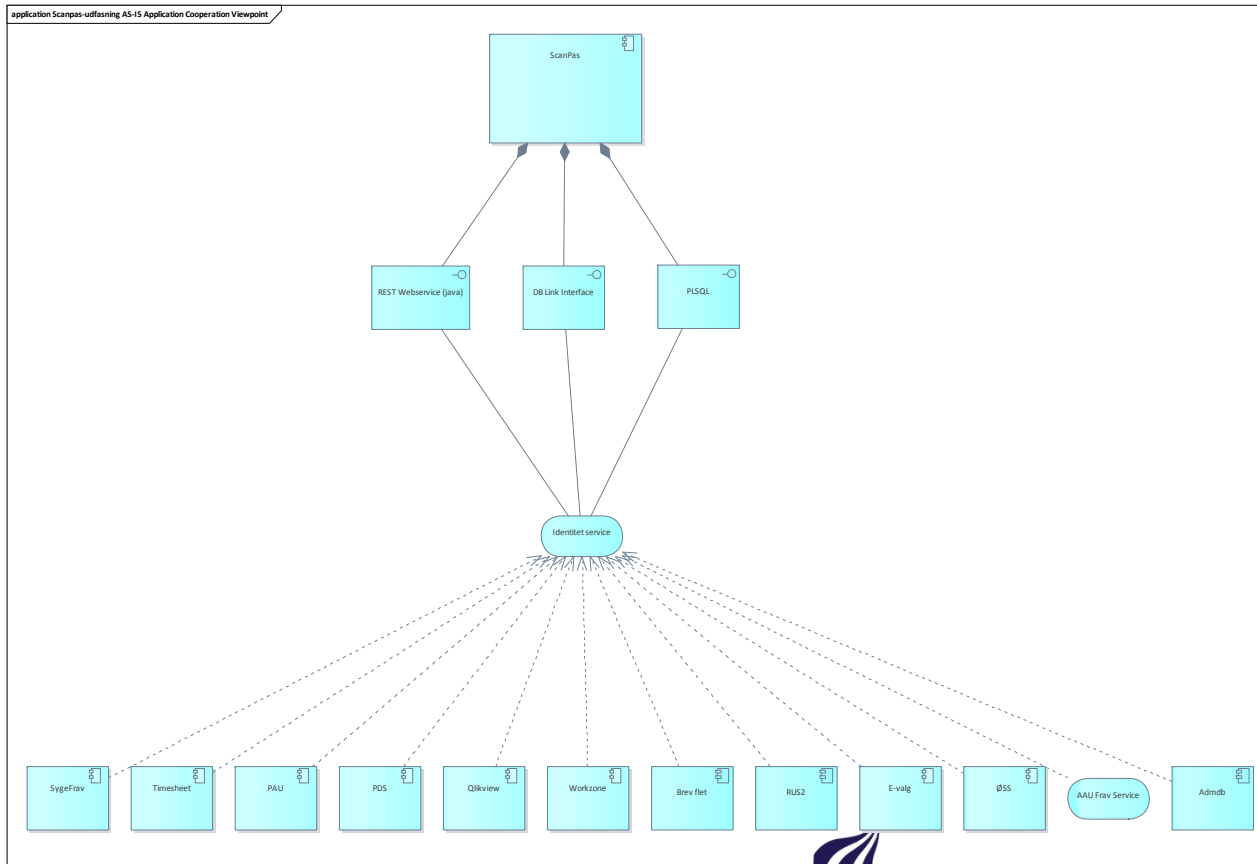 application Scanpas-udfasning AS-IS Application Cooperation Viewpoint
ScanPas
REST Webservice (java)
DB Link Interface
PLSQL
Identitet service
SygeFrav
Timesheet
PAU
PDS
Qlikview
Workzone
Brev flet
RUS2
E-valg
ØSS
AAU Frav Service
Admdb